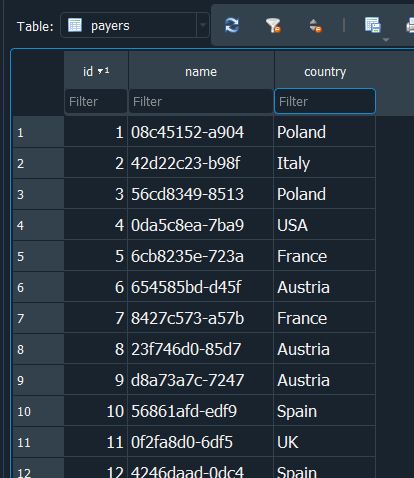 Table: payers
id 1 name country
Filter Filter Filter
1 1 08c45152-a904 Poland
2 2 42d22c23-b98f Italy
3 3 56cd8349-8513 Poland
4 4 0da5c8ea-7ba9 USA
5 5 6cb8235e-723a France
6 6 654585bd-d45f Austria
7 7 8427c573-a57b France
8 8 23f746d0-85d7 Austria
9 9 d8a73a7c-7247 Austria
10 10 56861afd-edf9 Spain
11 11 0f2fa8d0-6df5 UK
12 12 4246daad-0dc4 Spain